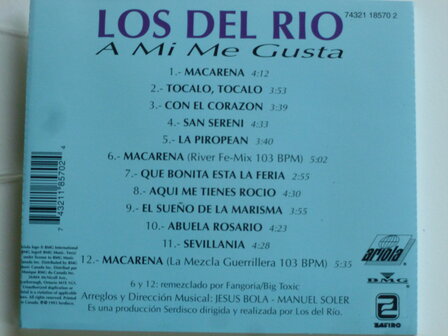 74321 18570 2
LOS DEL RIO
A Mi Me Gusta
1.- MACARENA 4:12
2.- TOCALO, TOCALO 3:53
3.- CON EL CORAZON 3:39
4.- SAN SERENI 4:33
5.- LA PIROPEAN 3:40
6.- MACARENA (River Fe-Mix 103 BPM) 5:02
7.- QUE BONITA ESTA LA FERIA 2:55
8.- AQUI ME TIENES ROCIO 4:30
9.- EL SUEÑO DE LA MARISMA 3:55
10.- ABUELA ROSARIO 4:23
11.- SEVILLANIA 4:28
12.- MACARENA (La Mezcla Guerrillera 103 BPM) 5:35
6 y 12: remezclado por Fangoria/Big Toxic
Arreglos y Dirección Musical: JESUS BOLA - MANUEL SOLER
Es una producción Serdisco dirigida y realizada por Los del Río.
7 43211 85702 4
ariola
BMG
ZAFIRO